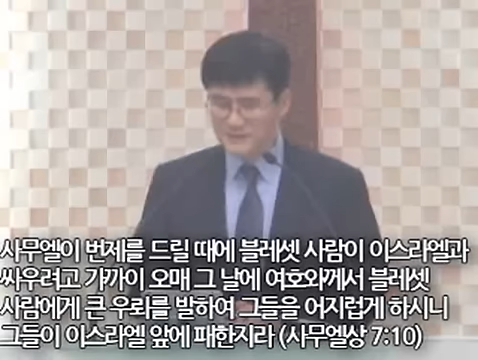 사무엘이 번제를 드릴 때에 블레셋 사람이 이스라엘과
싸우려고 가까이 오매 그 날에 여호와께서 블레셋
사람에게 큰 우뢰를 발하여 그들을 어지럽게 하시니
그들이 이스라엘 앞에 패한지라 (사무엘상 7:10)